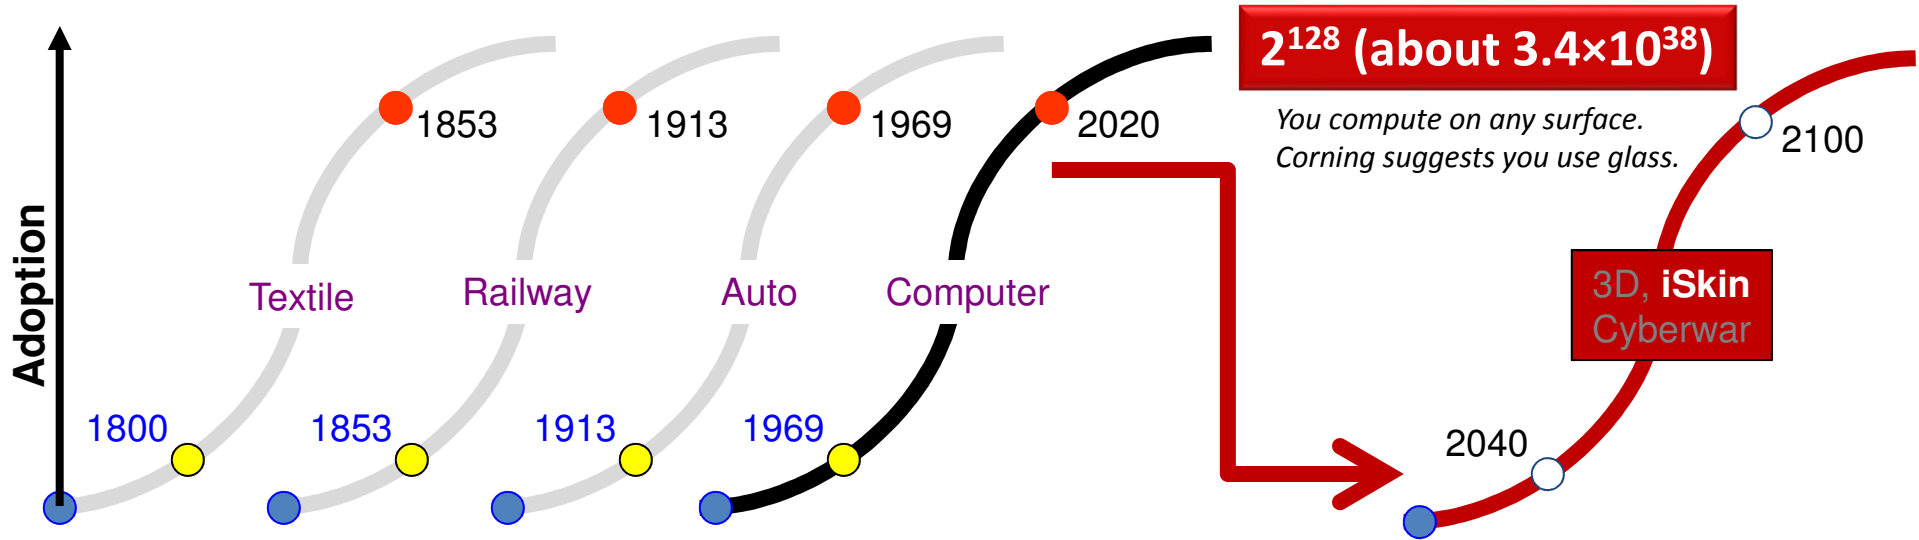 2¹²⁸ (about 3.4×10³⁸)
You compute on any surface.
Corning suggests you use glass.
1853
1913
1969
2020
2100
Adoption
Textile
Railway
Auto
Computer
3D, iSkin
Cyberwar
1800
1853
1913
1969
2040